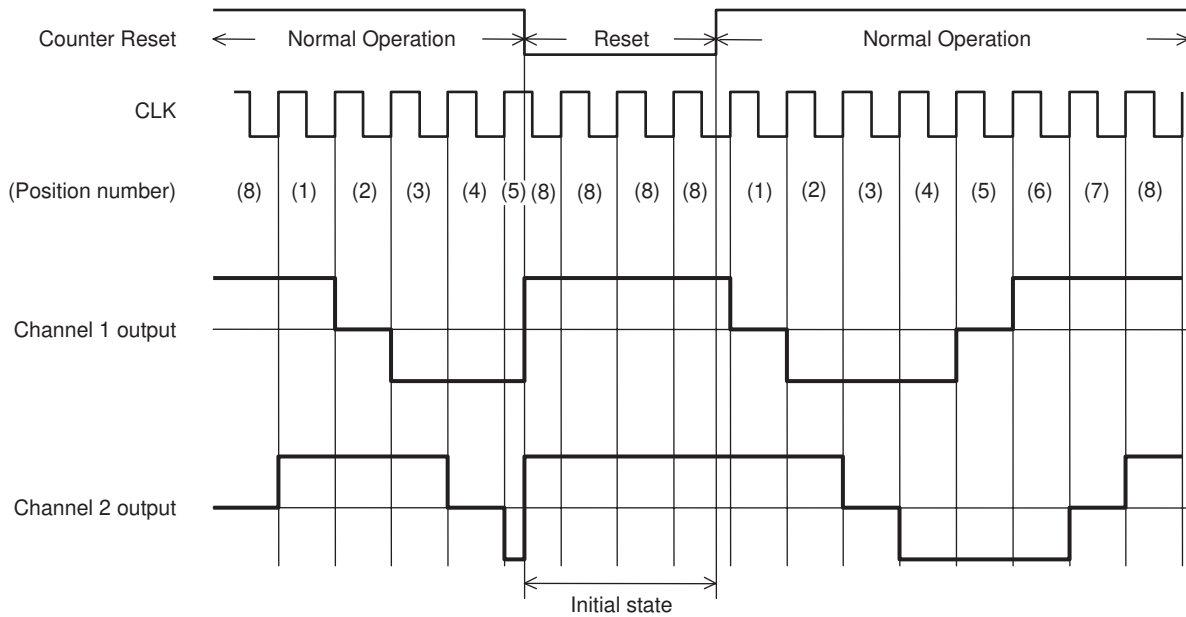 Counter Reset
Normal Operation
Reset
Normal Operation
CLK
(Position number)
(8) (1) (2) (3) (4) (5) (8) (8) (8) (8) (1) (2) (3) (4) (5) (6) (7) (8)
Channel 1 output
Channel 2 output
Initial state